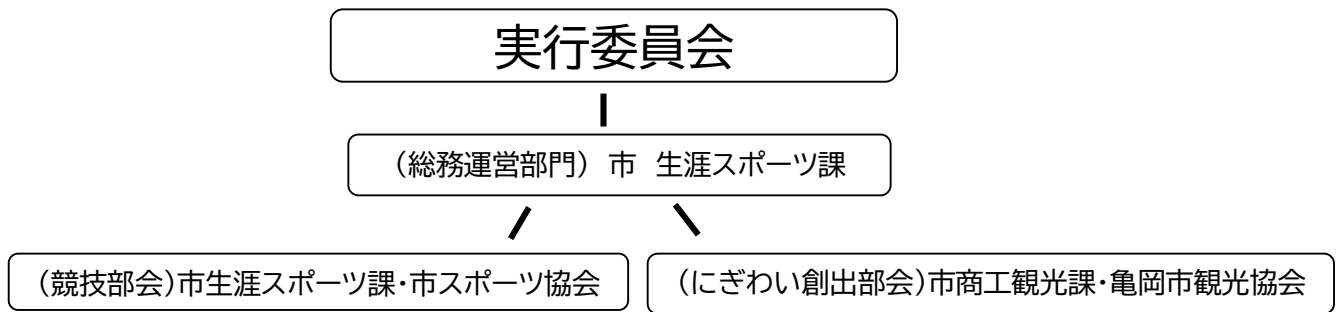 実行委員会
（総務運営部門） 市　生涯スポーツ課
（競技部会）市生涯スポーツ課・市スポーツ協会
（にぎわい創出部会）市商工観光課・亀岡市観光協会